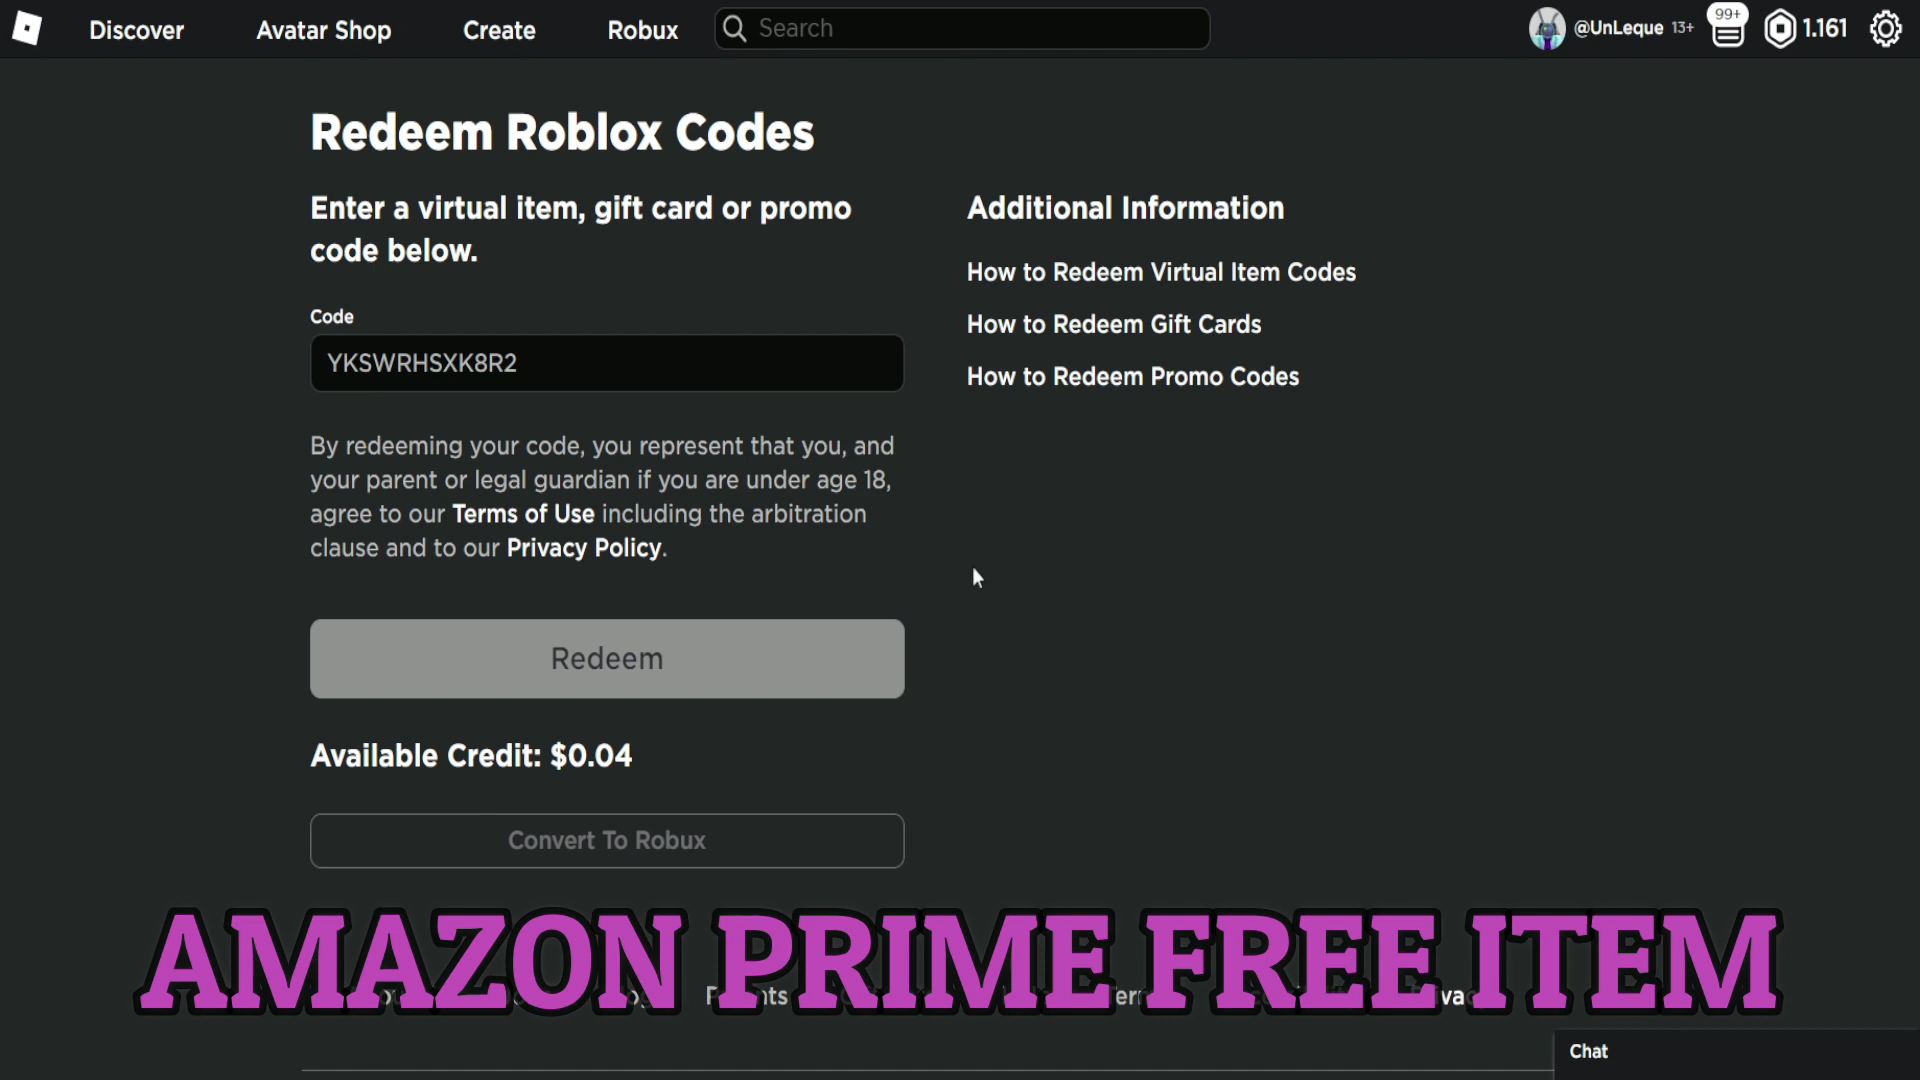 Discover Avatar Shop Create Robux Search @UnLeque 13+ 99+ 1.161
Redeem Roblox Codes
Enter a virtual item, gift card or promo
code below.
Code
YKSWRHSXK8R2
By redeeming your code, you represent that you, and
your parent or legal guardian if you are under age 18,
agree to our Terms of Use including the arbitration
clause and to our Privacy Policy.
Redeem
Available Credit: $0.04
Convert To Robux
Additional Information
How to Redeem Virtual Item Codes
How to Redeem Gift Cards
How to Redeem Promo Codes
AMAZON PRIME FREE ITEM
Chat